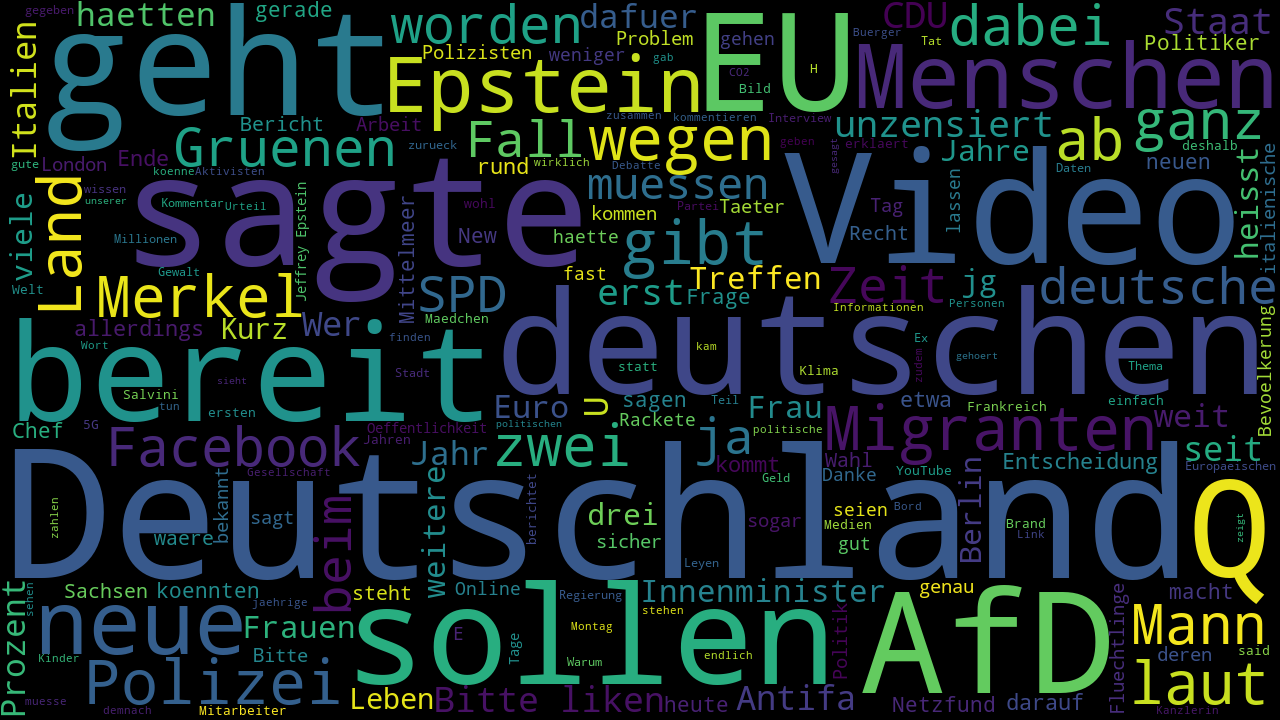 gegeben
haetten
gerade
geht
worden
dafuer
EU
CDU
dabei
Staat
Polizisten
weniger
Problem
gab
gehen
CO2
Bild
H
Buerger
Tat
Politiker
Italien
Epstein
Menschen
Bericht
Arbeit
zusammen
kommentieren
Interview
Gruenen
Fall
wegen
Debatte
unzensiert
ab
ganz
gute
London
Ende
rund
wirklich
geben
gesagt
erklaert
Jahre
deshalb
neuen
koenne
Aktivisten
Daten
heisst
italienische
Land
wissen
unserer
sagte
muessen
Video
lassen
viele
Kommentar
Urteil
Jeffrey Epstein
Mittelmeer
wohl
kommen
Partei
Taeter
Tag
Recht
Millionen
New
haette
gibt
Welt
Gewalt
fast
Treffen
Zeit
jg
deutsche
Merkel
SPD
erst
Frage
Informationen
Personen
allerdings
Kurz
Wer
Maedchen
Bevoelkerung
bereit
Wort
finden
deutschen
kam
Ex
gehoert
sieht
Stadt
statt
Klima
zudem
Thema
Salvini
tun
ersten
Euro
U
sagen
Teil
Frau
etwa
Frankreich
einfach
Chef
5G
Oeffentlichkeit
politischen
Rackete
politische
Migranten
weit
Facebook
Jahren
Jahr
zwei
ja
seit
Gesellschaft
kommt
Wahl
Danke
YouTube
Berlin
Entscheidung
Europaeischen
Deutschland
Q
zahlen
bekannt
weitere
berichtet
Geld
Bord
sagt
beim
drei
sogar
seien
Medien
Brand
Link
zeigt
waere
sicher
gut
Leyen
Prozent
sehen
Sachsen
koennten
steht
Online
Innenminister
genau
macht
neue
jaehrige
sollen
Regierung
stehen
AfD
Fluechtlinge
Mann
Frauen
E
Tage
Montag
Politik
said
Kinder
Bitte
Warum
endlich
deren
Polizei
laut
muesse
demnach
Mitarbeiter
Leben
Bitte liken
heute
Antifa
Netzfund
darauf
Kanzlerin